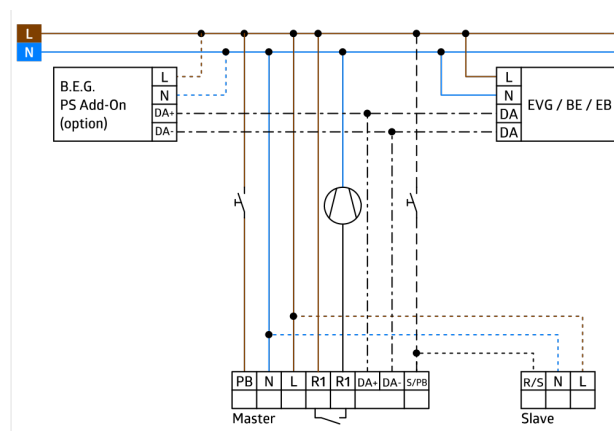 L
N
B.E.G.
PS Add-On
(option)
L
N
DA+
DA-
L
N
DA
DA
EVG / BE / EB
PB N L R1 R1 DA+ DA- S/PB
R/S N L
Master
Slave